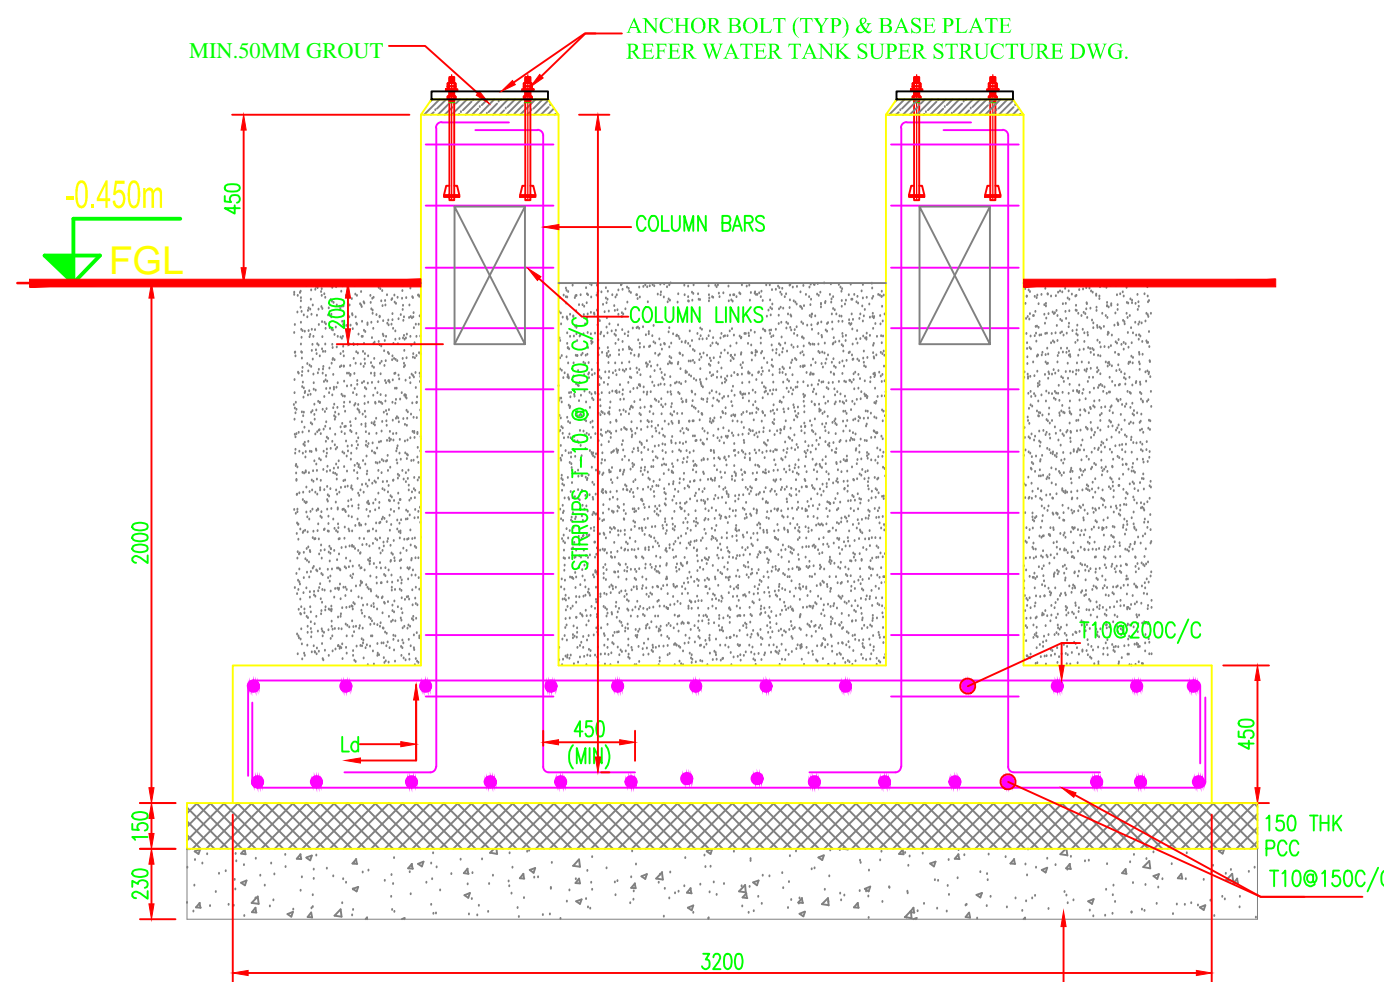 ANCHOR BOLT (TYP) & BASE PLATE
MIN.50MM GROUT
REFER WATER TANK SUPER STRUCTURE DWG.
-0.450m
450
COLUMN BARS
FGL
200
COLUMN LINKS
STIRRUPS T-10 @ 100 C/C
2000
T10@200C/C
Ld
450
(MIN)
450
150
150 THK
PCC
230
T10@150C/C
3200